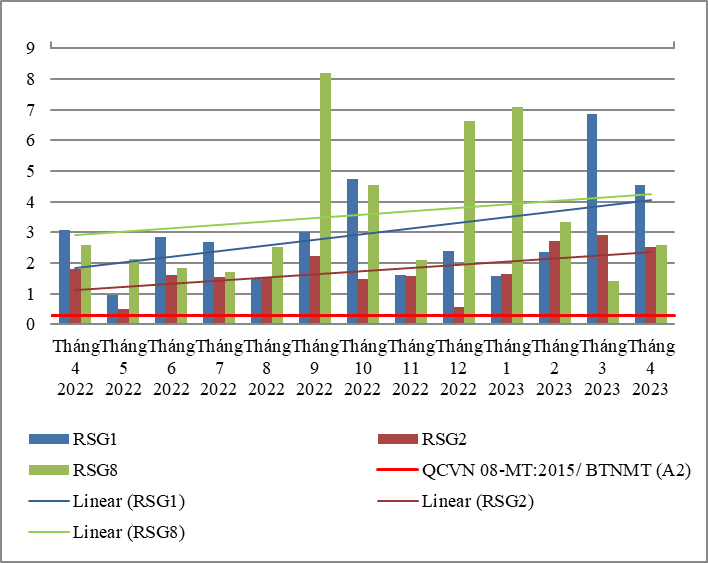 9
8
7
6
5
4
3
2
1
0
Tháng Tháng Tháng Tháng Tháng Tháng Tháng Tháng Tháng Tháng Tháng Tháng Tháng
4 5 6 7 8 9 10 11 12 1 2 3 4
2022 2022 2022 2022 2022 2022 2022 2022 2022 2023 2023 2023 2023
RSG1 RSG2
RSG8 QCVN 08-MT:2015/ BTNMT (A2)
Linear (RSG1) Linear (RSG2)
Linear (RSG8)